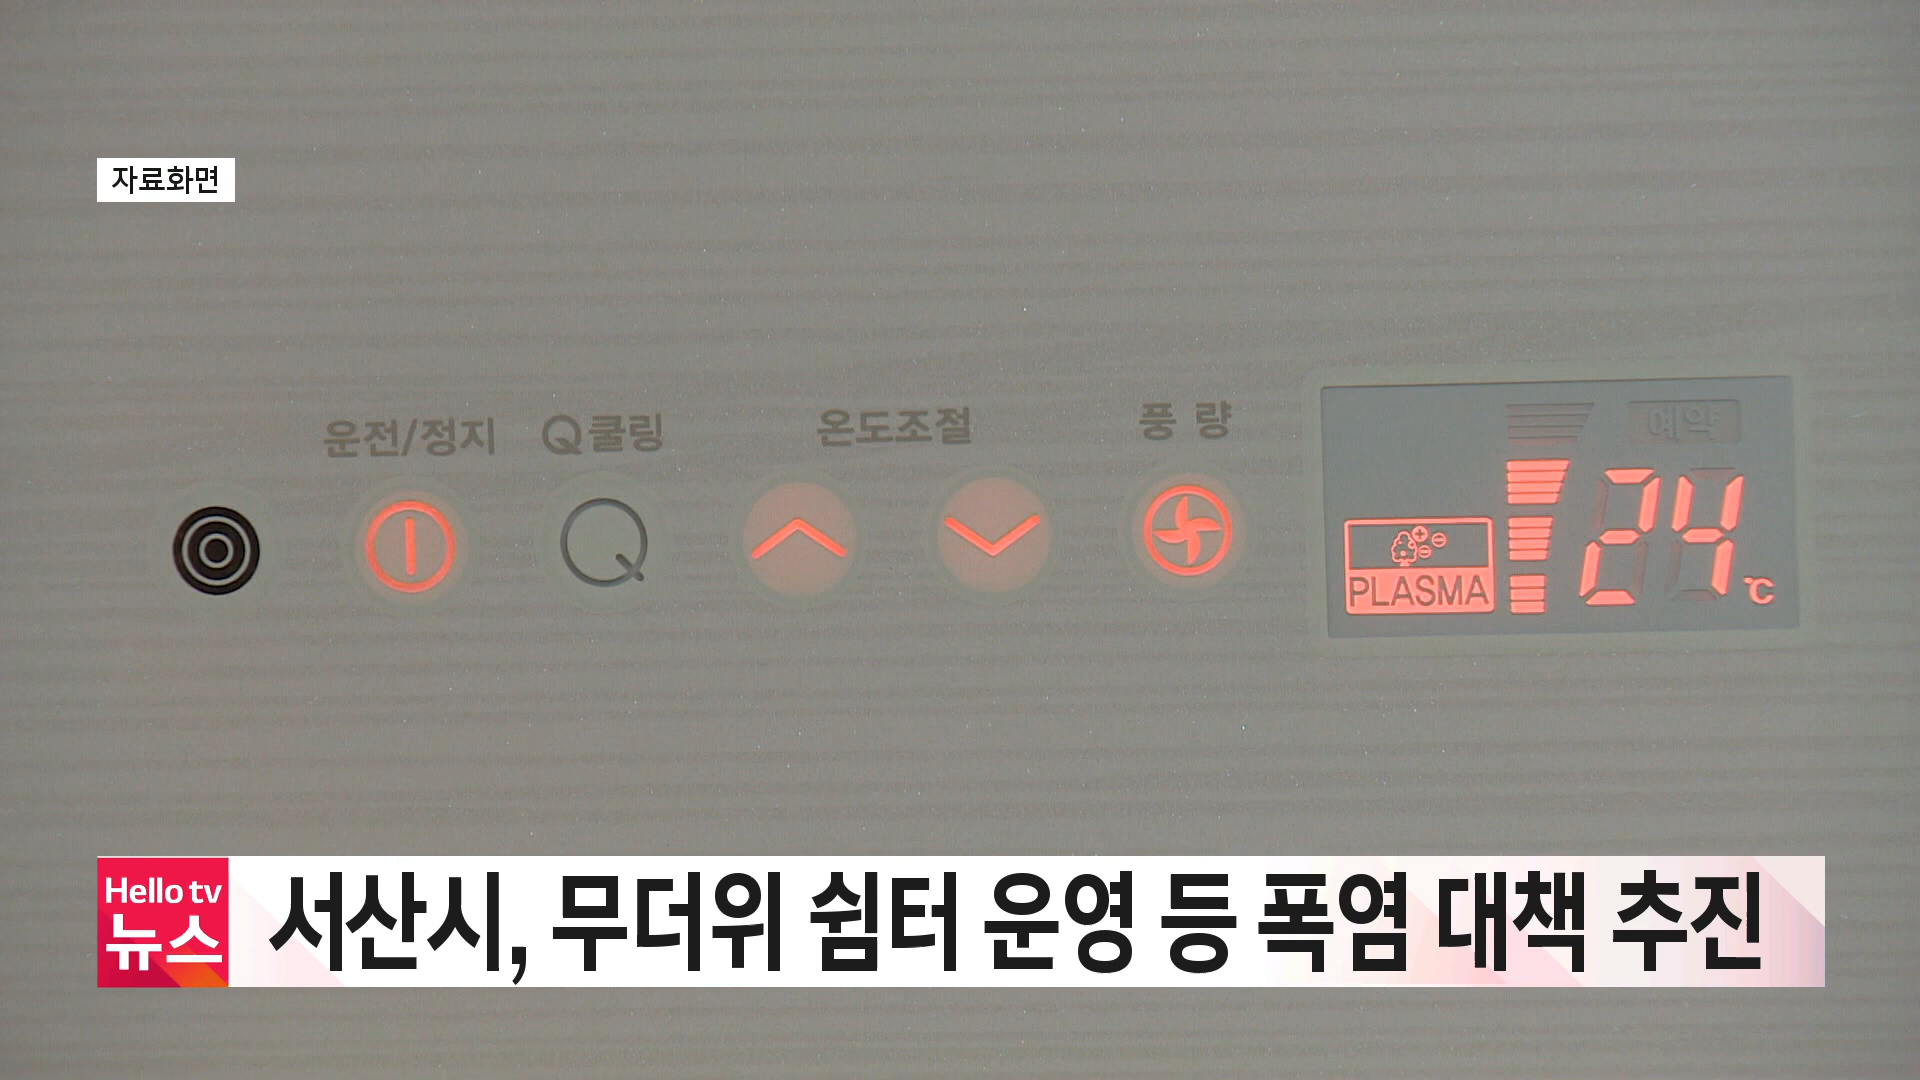 자료화면
운전/정지 Q쿨링 온도조절 풍 량
예약
24℃
PLASMA
Hello tv
뉴스
서산시, 무더위 쉼터 운영 등 폭염 대책 추진